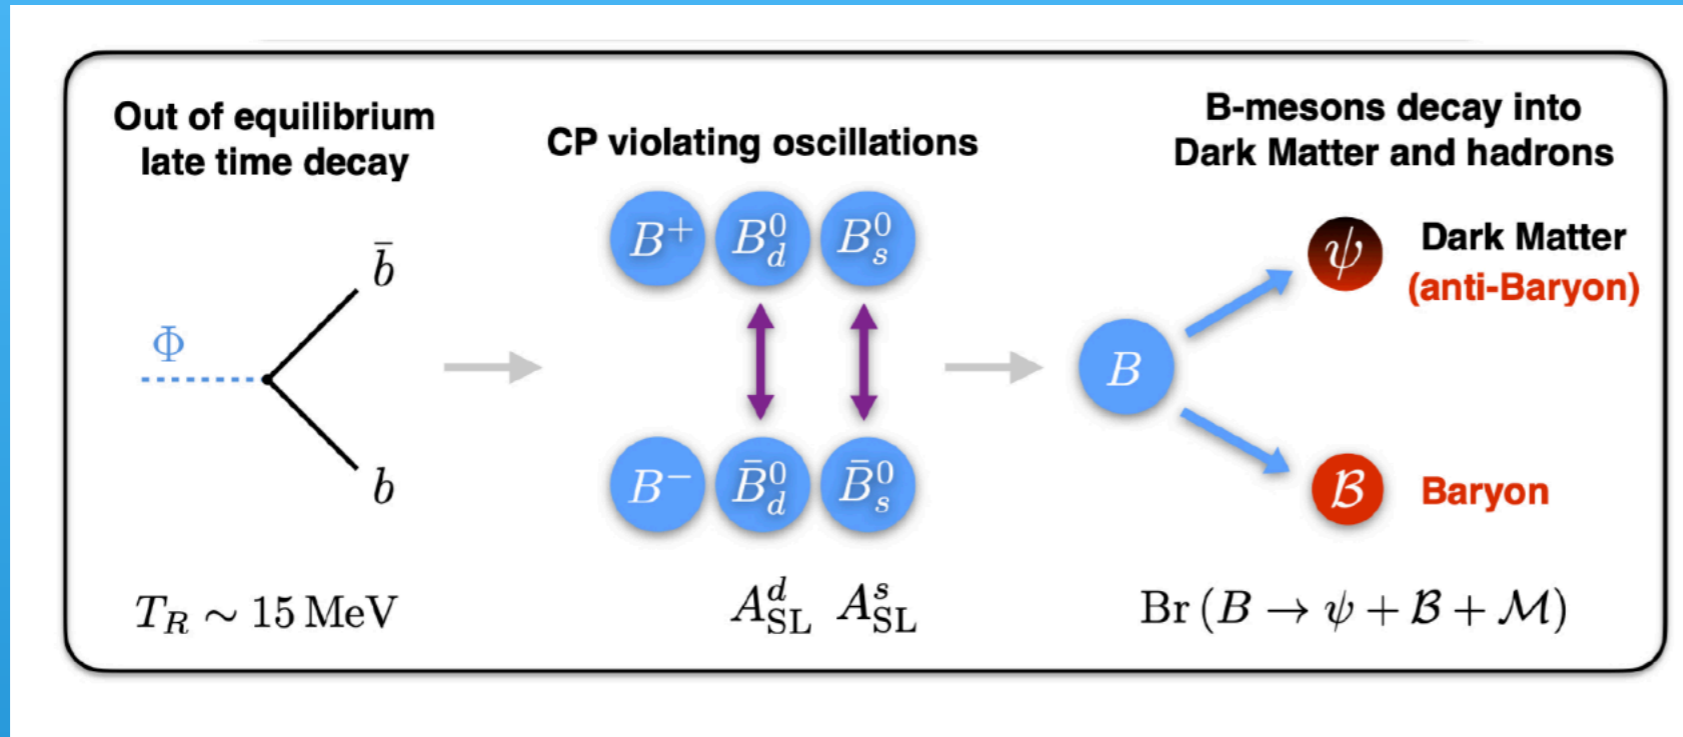 Out of equilibrium
late time decay
Φ
b̄
b
T_R ∼ 15 MeV
CP violating oscillations
B⁺ B⁰_d B⁰_s
B⁻ B̄⁰_d B̄⁰_s
A^d_SL A^s_SL
B-mesons decay into
Dark Matter and hadrons
B
ψ Dark Matter
(anti-Baryon)
ℬ Baryon
Br (B → ψ + ℬ + ℳ)